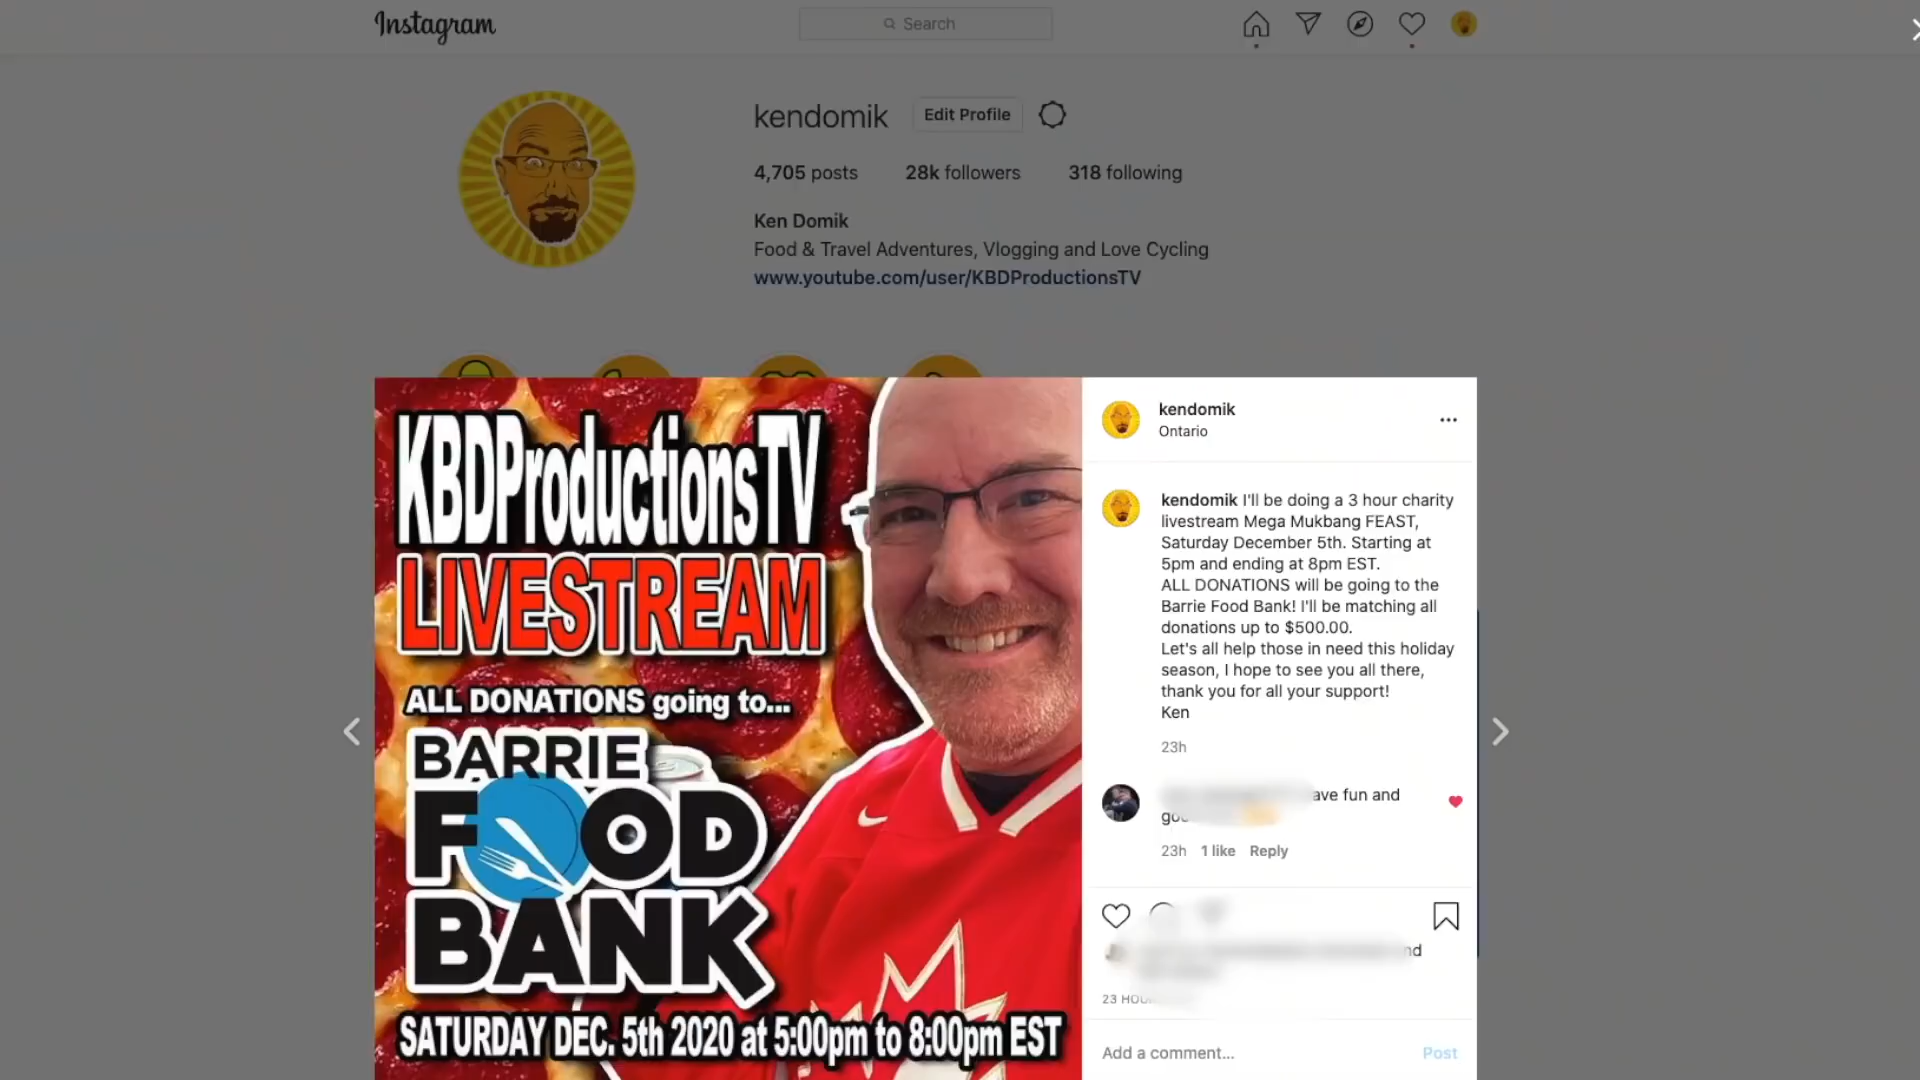 Instagram
Search
kendomik
Edit Profile
4,705 posts
28k followers
318 following
Ken Domik
Food & Travel Adventures, Vlogging and Love Cycling
www.youtube.com/user/KBDProductionsTV
KBDProductionsTV
LIVESTREAM
ALL DONATIONS going to...
BARRIE
FOOD
BANK
SATURDAY DEC. 5th 2020 at 5:00pm to 8:00pm EST
kendomik
Ontario
kendomik I'll be doing a 3 hour charity
livestream Mega Mukbang FEAST,
Saturday December 5th. Starting at
5pm and ending at 8pm EST.
ALL DONATIONS will be going to the
Barrie Food Bank! I'll be matching all
donations up to $500.00.
Let's all help those in need this holiday
season, I hope to see you all there,
thank you for all your support!
Ken
23h
fun and
23h 1 like Reply
23
Add a comment...
Post